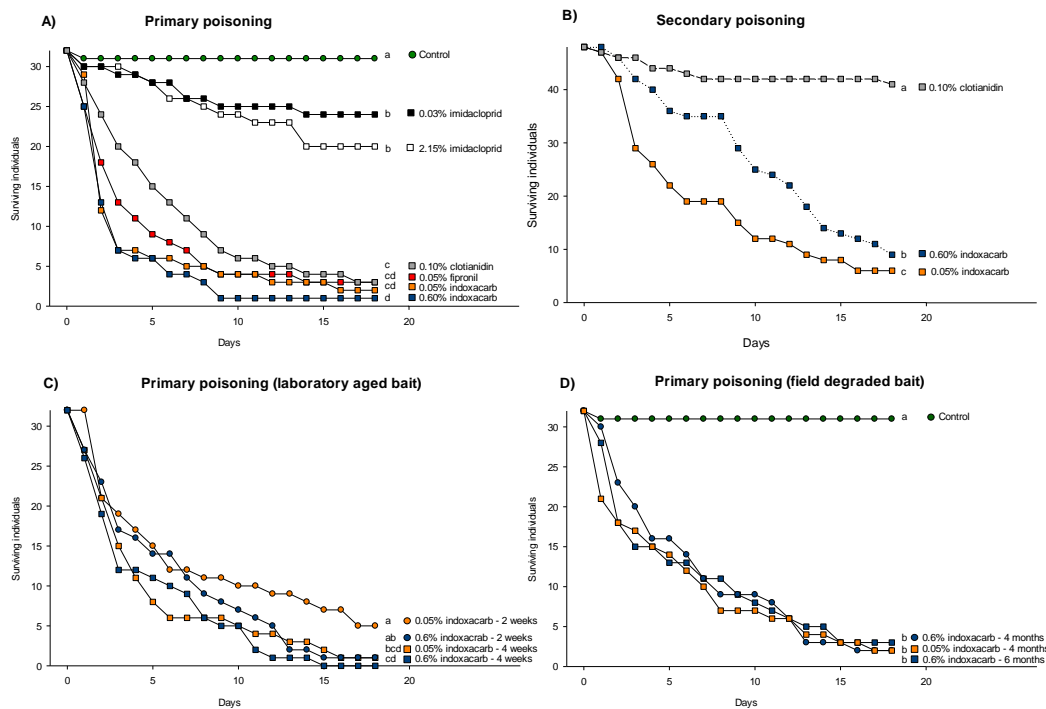 A) Primary poisoning
Surviving individuals
30
25
20
15
10
5
0
a Control
b 0.03% imidacloprid
b 2.15% imidacloprid
c 0.10% clotianidin
cd 0.05% fipronil
cd 0.05% indoxacarb
d 0.60% indoxacarb
0 5 10 15 20
Days
B) Secondary poisoning
Surviving individuals
40
30
20
10
0
a 0.10% clotianidin
b 0.60% indoxacarb
c 0.05% indoxacarb
0 5 10 15 20
Days
C) Primary poisoning (laboratory aged bait)
Surviving individuals
30
25
20
15
10
5
0
a 0.05% indoxacarb - 2 weeks
ab 0.6% indoxacrab - 2 weeks
bcd 0.05% indoxacarb - 4 weeks
cd 0.6% indoxacarb - 4 weeks
0 5 10 15 20
Days
D) Primary poisoning (field degraded bait)
Surviving individuals
30
25
20
15
10
5
0
a Control
b 0.6% indoxacarb - 4 months
b 0.05% indoxacarb - 4 months
b 0.6% indoxacarb - 6 months
0 5 10 15 20
Days